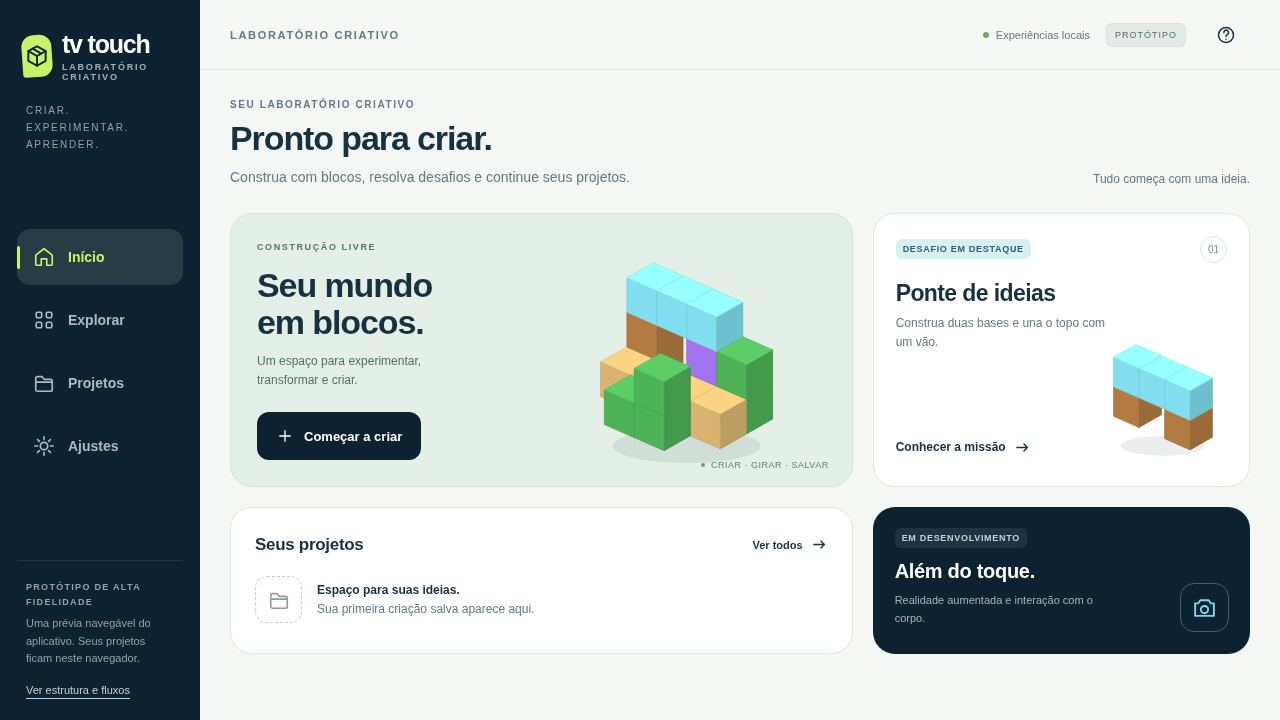 tv touch
LABORATÓRIO
CRIATIVO
CRIAR.
EXPERIMENTAR.
APRENDER.
Início
Explorar
Projetos
Ajustes
PROTÓTIPO DE ALTA
FIDELIDADE
Uma prévia navegável do
aplicativo. Seus projetos
ficam neste navegador.
Ver estrutura e fluxos
LABORATÓRIO CRIATIVO
Experiências locais
PROTÓTIPO
SEU LABORATÓRIO CRIATIVO
Pronto para criar.
Construa com blocos, resolva desafios e continue seus projetos.
Tudo começa com uma ideia.
CONSTRUÇÃO LIVRE
Seu mundo
em blocos.
Um espaço para experimentar,
transformar e criar.
Começar a criar
CRIAR · GIRAR · SALVAR
DESAFIO EM DESTAQUE
01
Ponte de ideias
Construa duas bases e una o topo com
um vão.
Conhecer a missão
Seus projetos
Ver todos
Espaço para suas ideias.
Sua primeira criação salva aparece aqui.
EM DESENVOLVIMENTO
Além do toque.
Realidade aumentada e interação com o
corpo.